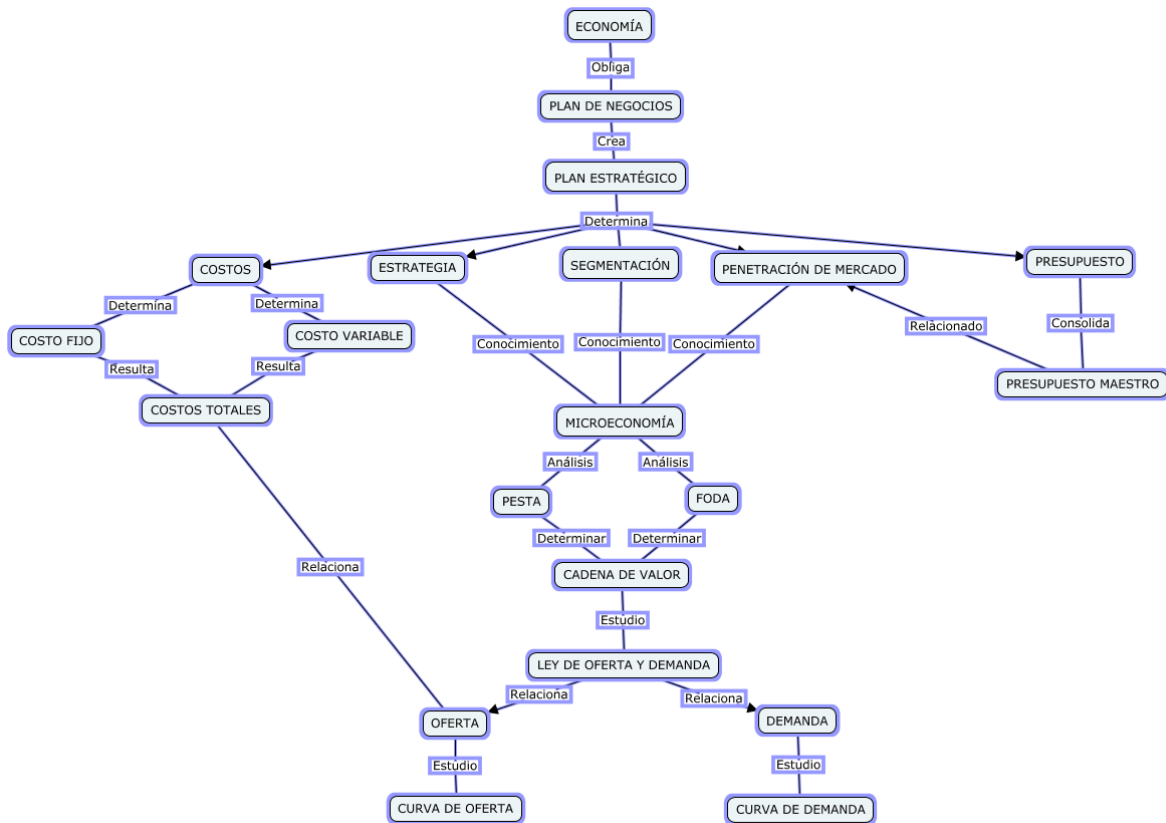 ECONOMÍA
Obliga
PLAN DE NEGOCIOS
Crea
PLAN ESTRATÉGICO
Determina
COSTOS
ESTRATEGIA
SEGMENTACIÓN
PENETRACIÓN DE MERCADO
PRESUPUESTO
Determina
Determina
COSTO FIJO
COSTO VARIABLE
Conocimiento
Conocimiento
Conocimiento
Relacionado
Consolida
Resulta
Resulta
PRESUPUESTO MAESTRO
COSTOS TOTALES
MICROECONOMÍA
Análisis
Análisis
PESTA
FODA
Determinar
Determinar
Relaciona
CADENA DE VALOR
Estudio
LEY DE OFERTA Y DEMANDA
Relaciona
Relaciona
OFERTA
DEMANDA
Estudio
Estudio
CURVA DE OFERTA
CURVA DE DEMANDA